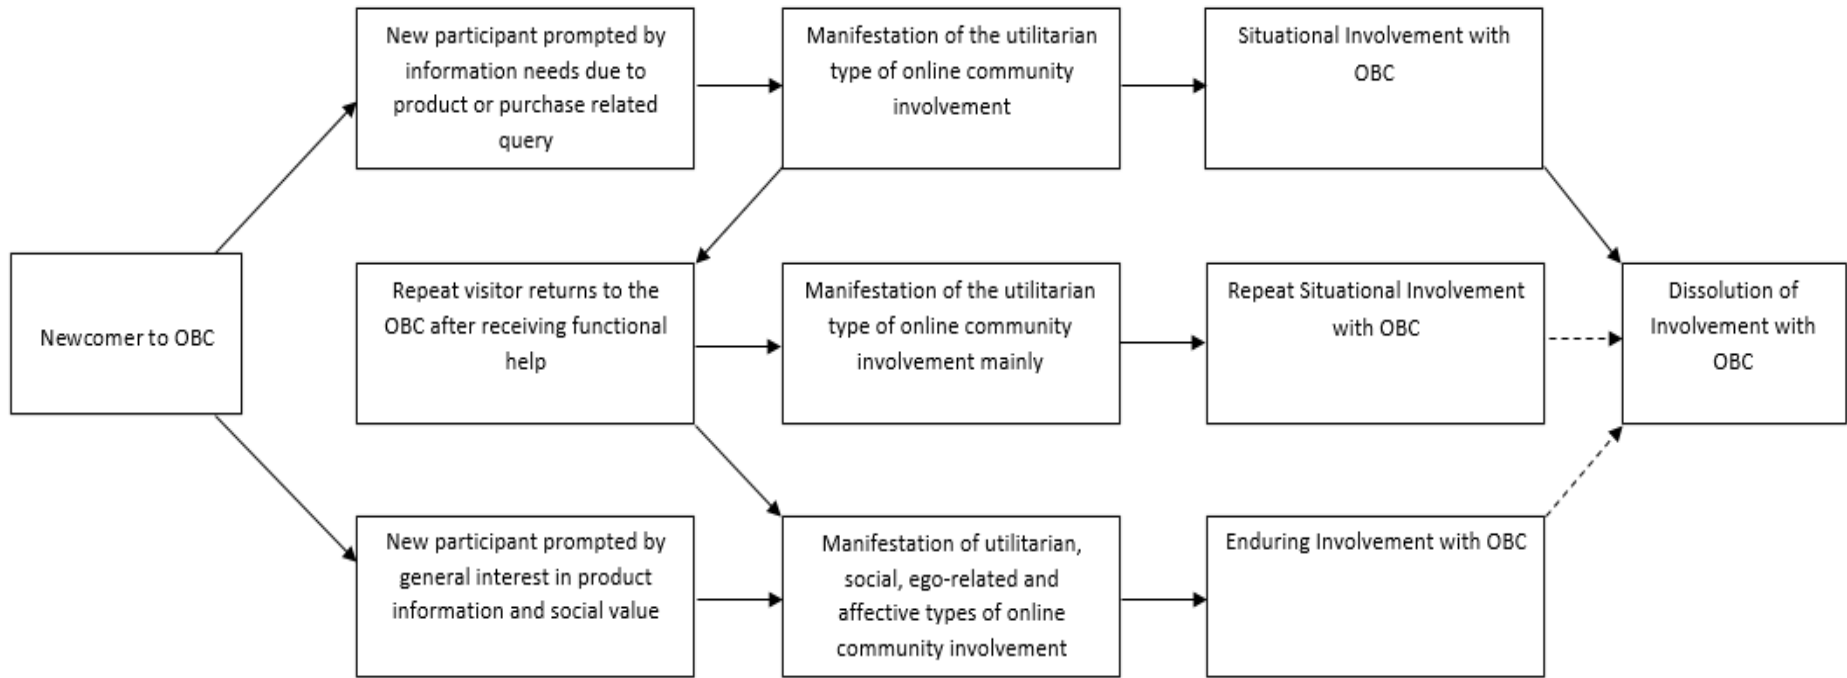 New participant prompted by
information needs due to
product or purchase related
query
Manifestation of the utilitarian
type of online community
involvement
Situational Involvement with
OBC
Newcomer to OBC
Repeat visitor returns to the
OBC after receiving functional
help
Manifestation of the utilitarian
type of online community
involvement mainly
Repeat Situational Involvement
with OBC
Dissolution of
Involvement with
OBC
New participant prompted by
general interest in product
information and social value
Manifestation of utilitarian,
social, ego-related and
affective types of online
community involvement
Enduring Involvement with OBC